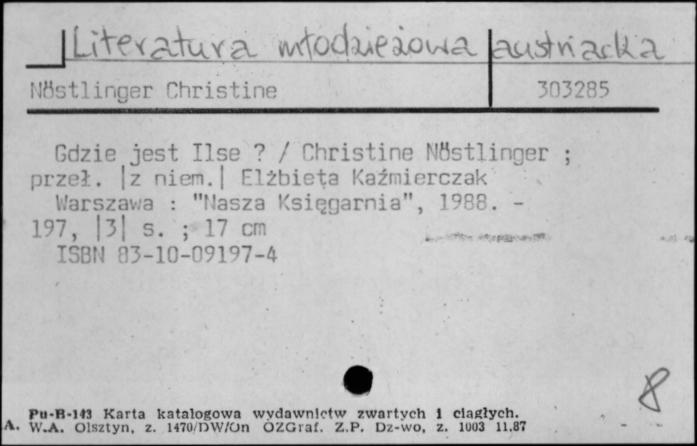 Literatura młodzieżowa austriacka
Nöstlinger Christine 303285
Gdzie jest Ilse ? / Christine Nöstlinger ;
przeł. |z niem.| Elżbieta Kaźmierczak
Warszawa : "Nasza Księgarnia", 1988. -
197, |3| s. ; 17 cm
ISBN 83-10-09197-4
8
Pu-B-143 Karta katalogowa wydawnictw zwartych i ciągłych.
A. W.A. Olsztyn, z. 1470/DW/On OZGraf. Z.P. Dz-wo, z. 1003 11.87